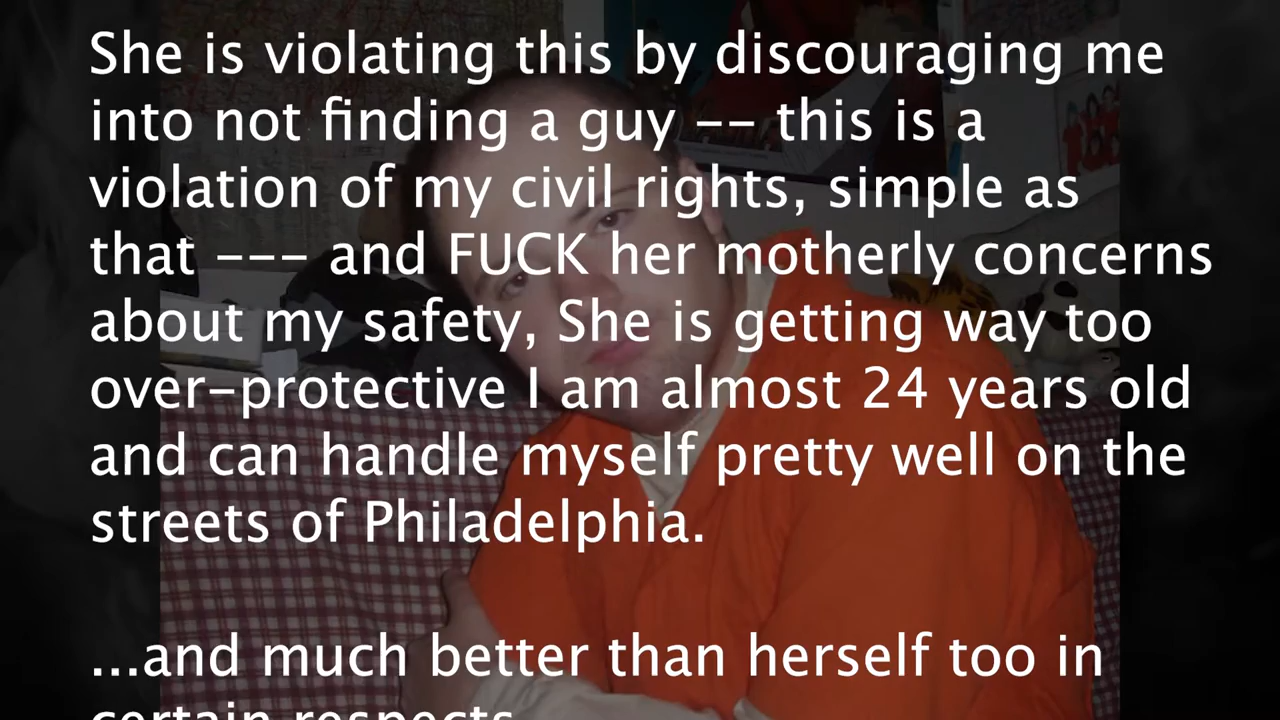 She is violating this by discouraging me
into not finding a guy -- this is a
violation of my civil rights, simple as
that --- and FUCK her motherly concerns
about my safety, She is getting way too
over-protective I am almost 24 years old
and can handle myself pretty well on the
streets of Philadelphia.
...and much better than herself too in
certain respects